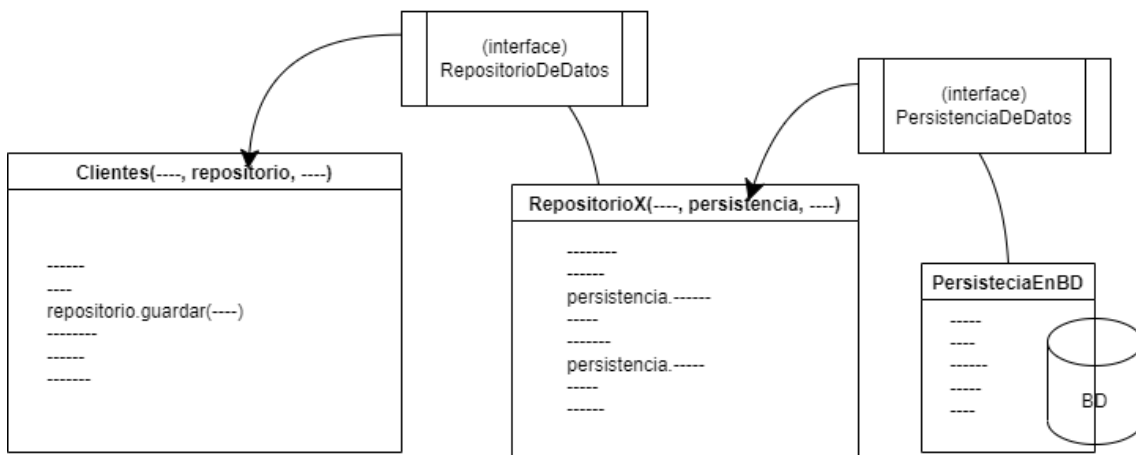 (interface)
RepositorioDeDatos
(interface)
PersistenciaDeDatos
Clientes(----, repositorio, ----)
------
----
repositorio.guardar(----)
--------
------
-------
RepositorioX(----, persistencia, ----)
--------
------
persistencia.------
-----
-------
persistencia.-----
-----
------
PersisteciaEnBD
-----
----
------
-----
----
BD